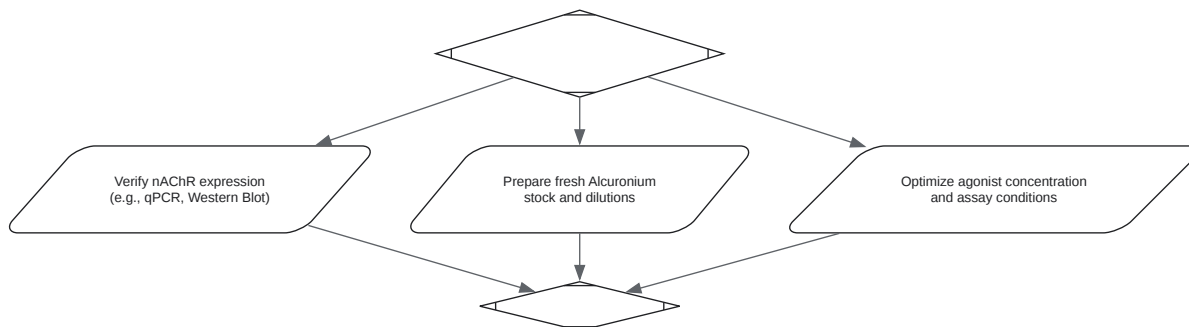 Verify nAChR expression
(e.g., qPCR, Western Blot)
Prepare fresh Alcuronium
stock and dilutions
Optimize agonist concentration
and assay conditions